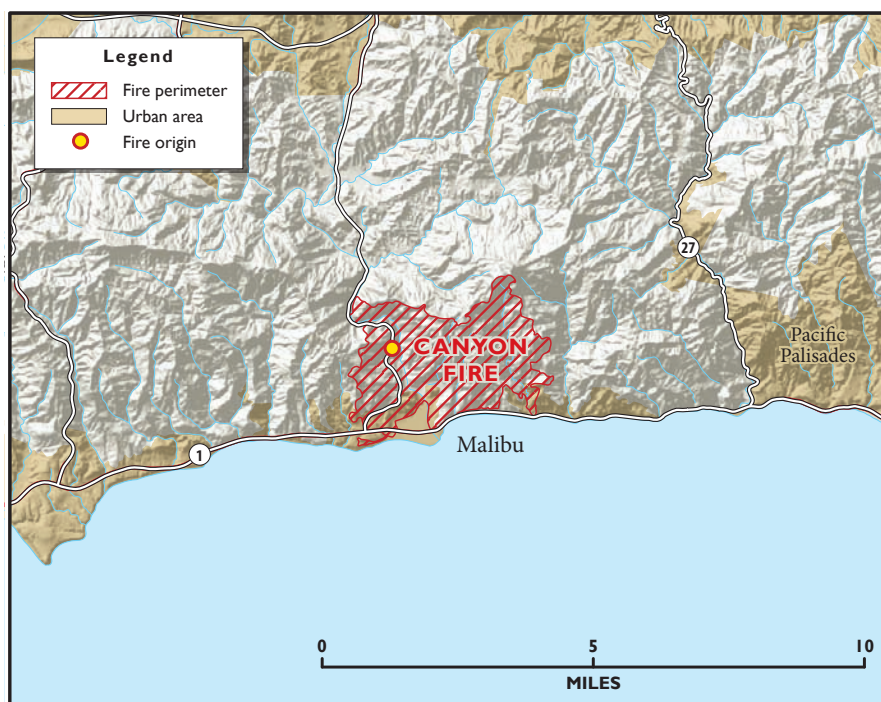 Legend
Fire perimeter
Urban area
Fire origin
27
Pacific
Palisades
CANYON
FIRE
1
Malibu
0 5 10
MILES